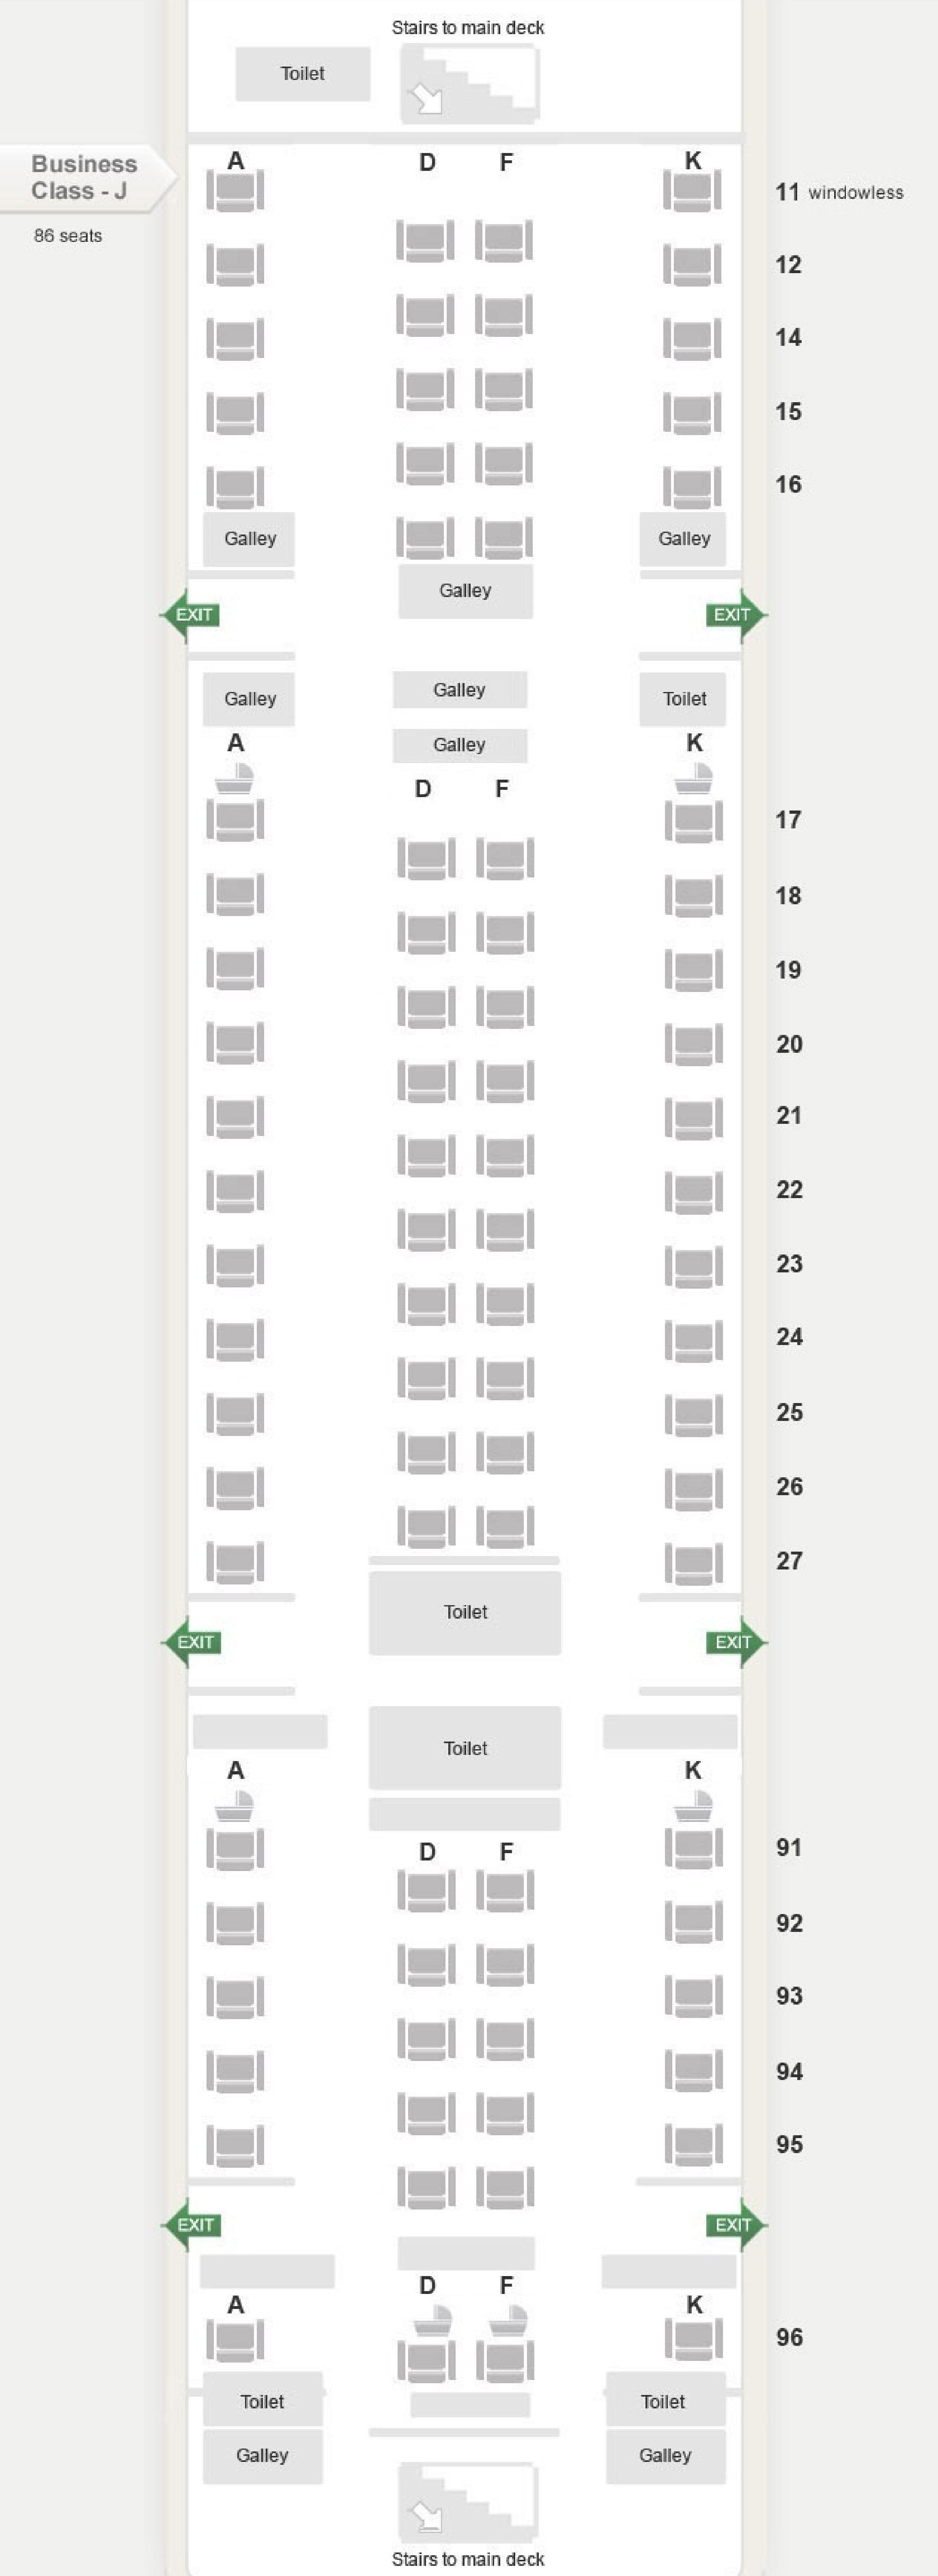 Stairs to main deck
Toilet
Business
Class - J
86 seats
A D F K
11 windowless
12
14
15
16
Galley Galley
Galley
EXIT EXIT
Galley Galley Toilet
Galley
A K
D F
17
18
19
20
21
22
23
24
25
26
27
Toilet
EXIT EXIT
Toilet
A K
91
D F
92
93
94
95
EXIT EXIT
D F
A K
96
Toilet Toilet
Galley Galley
Stairs to main deck